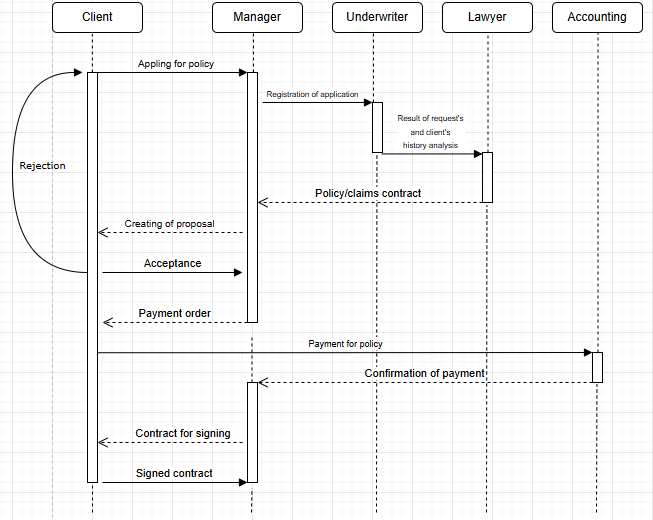 Client
Manager
Underwriter
Lawyer
Accounting
Appling for policy
Registration of application
Result of request's
and client's
history analysis
Rejection
Policy/claims contract
Creating of proposal
Acceptance
Payment order
Payment for policy
Confirmation of payment
Contract for signing
Signed contract